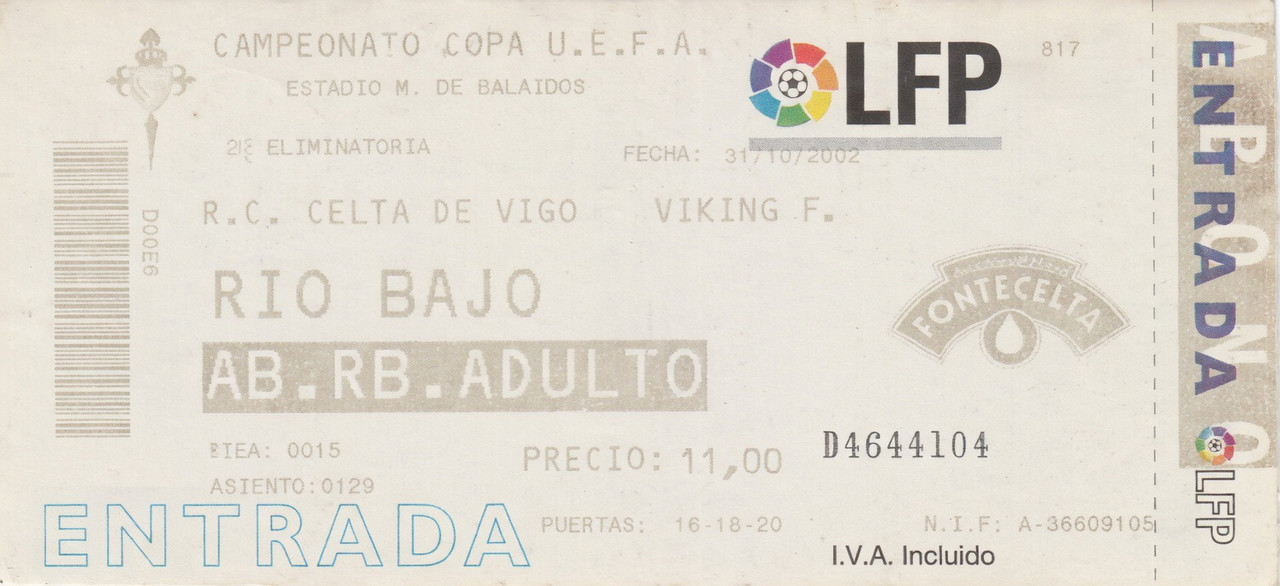 CAMPEONATO COPA U.E.F.A.
ESTADIO M. DE BALAIDOS
LFP
817
ELIMINATORIA
FECHA: 31/10/2002
R.C. CELTA DE VIGO VIKING F.
D00E6
RIO BAJO
FONTECELTA
AB.RB.ADULTO
0015
PRECIO: 11,00
D4644104
ASIENTO:0129
ENTRADA
PUERTAS: 16-18-20
N.I.F: A-36609105
I.V.A. Incluido
ABONO
ENTRADA
LFP